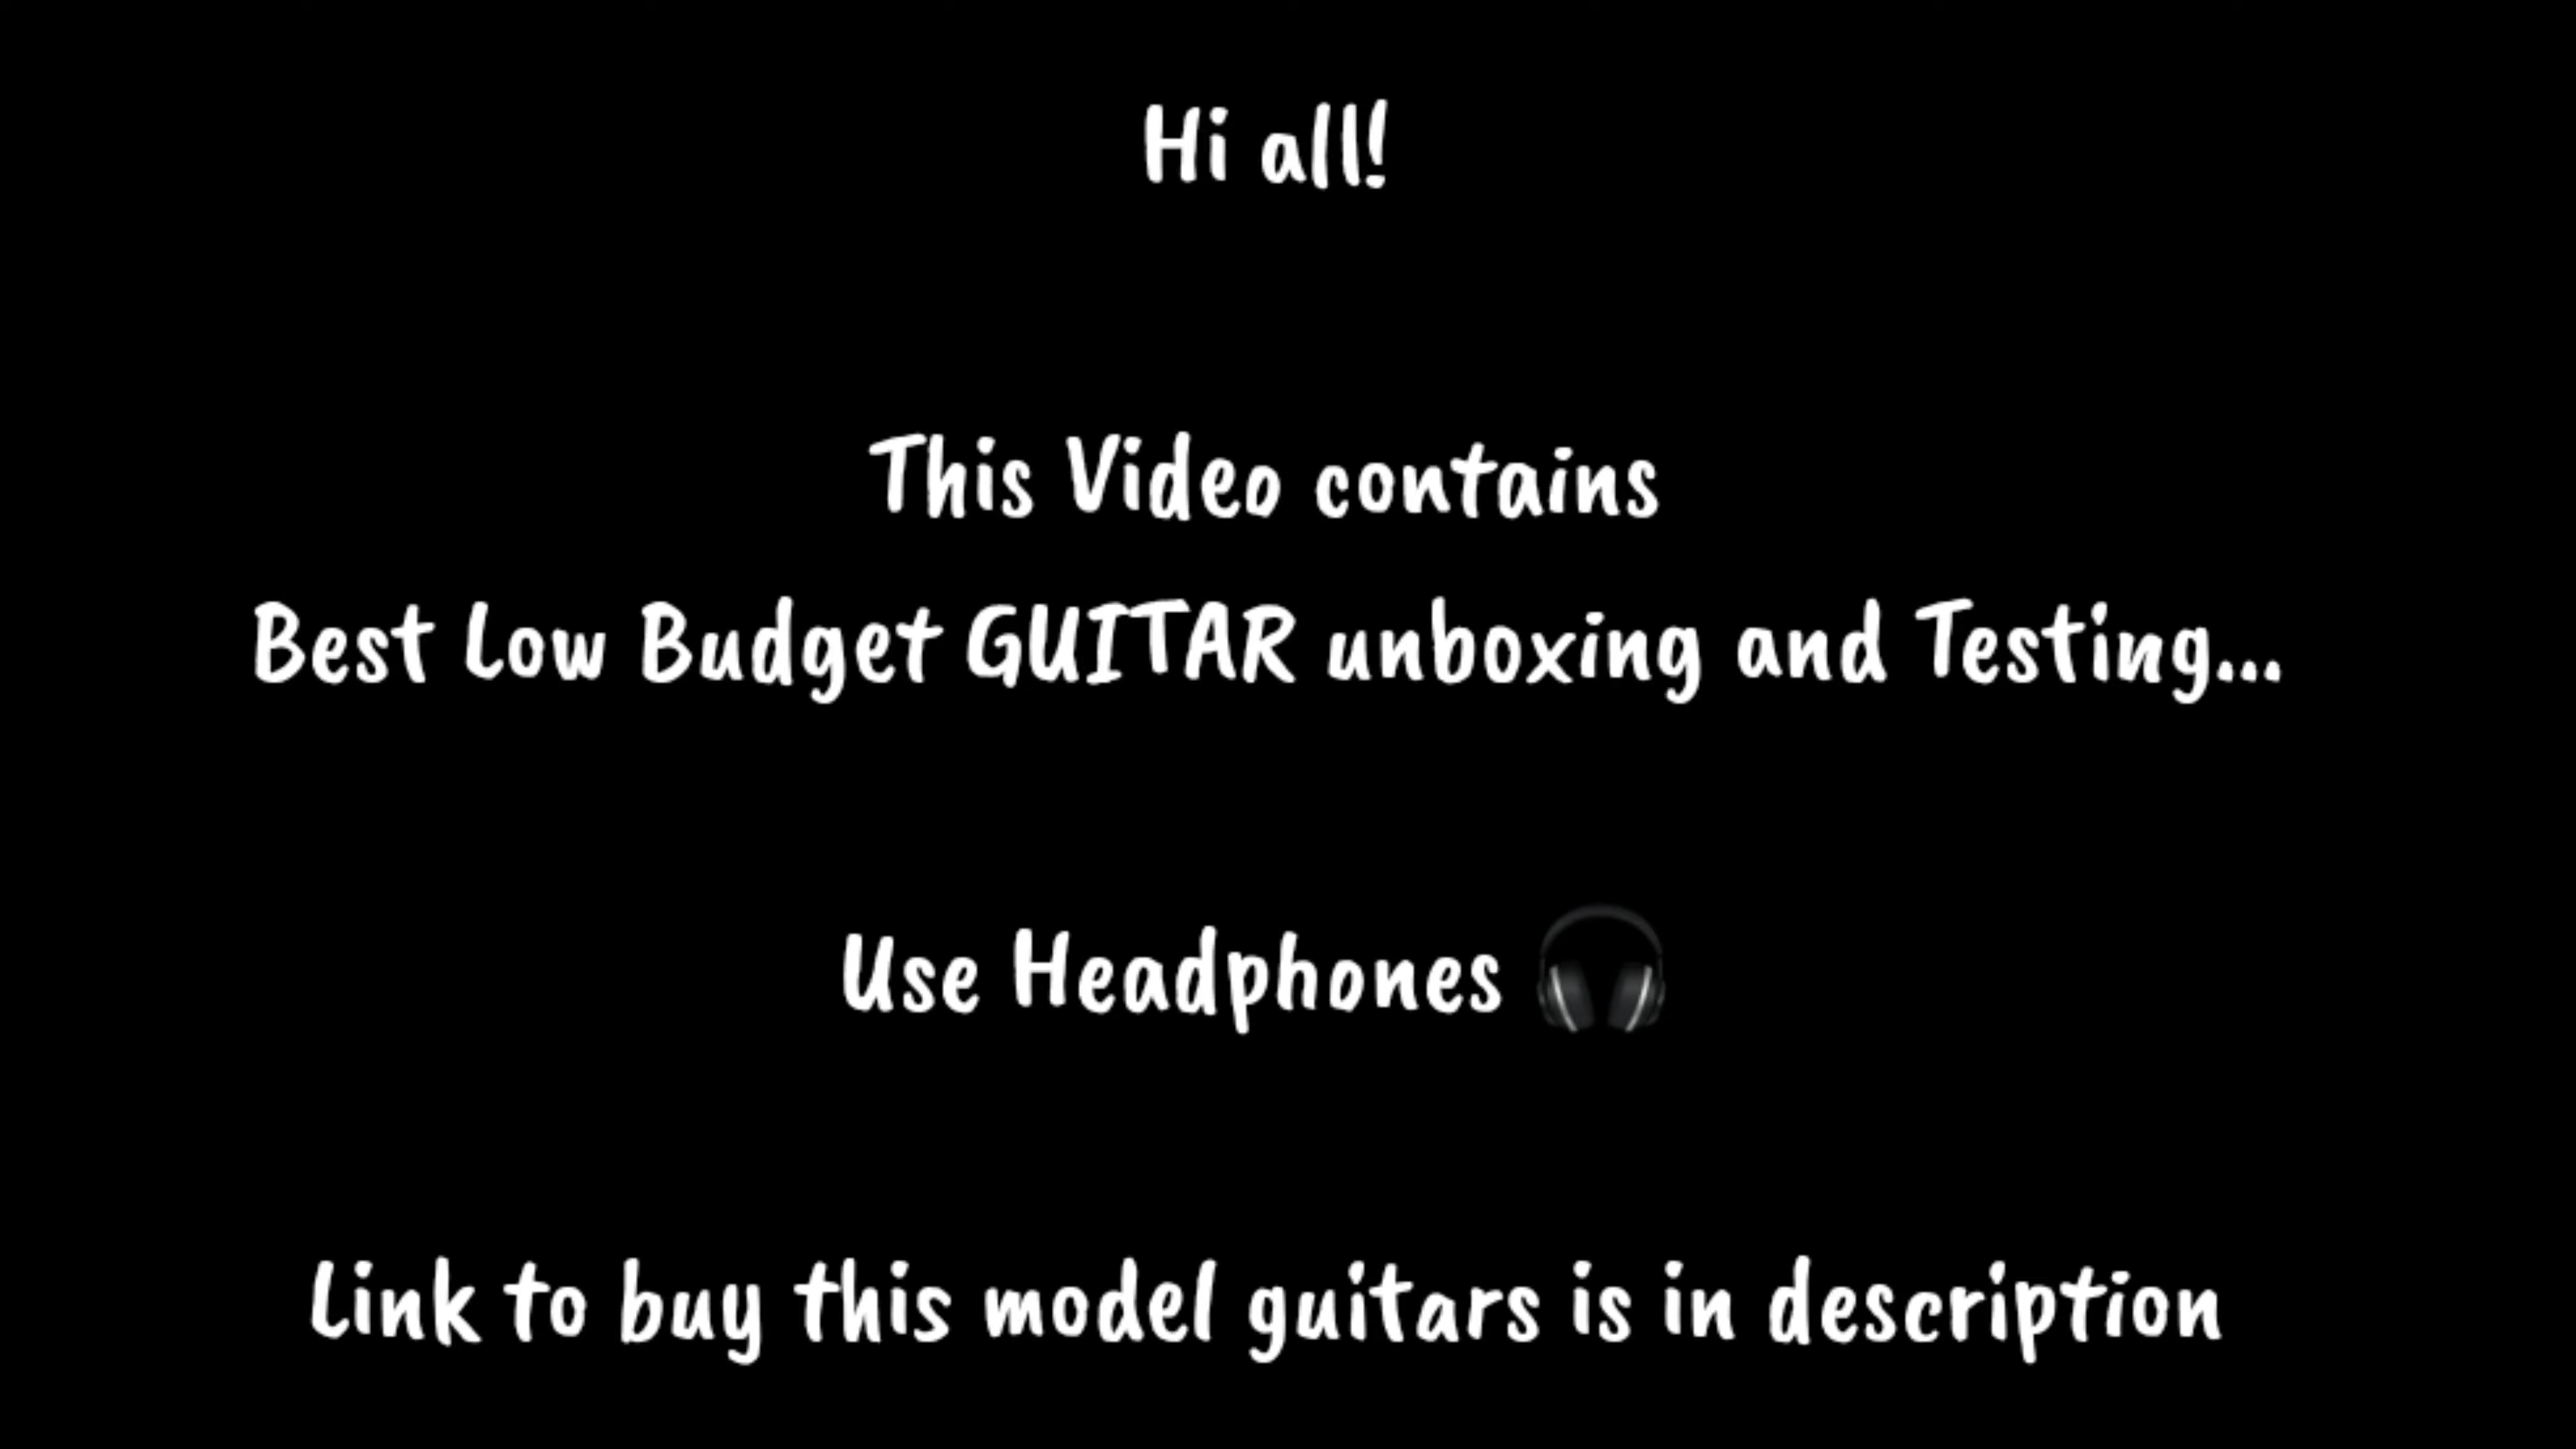 Hi all!
This Video contains
Best Low Budget GUITAR unboxing and Testing...
Use Headphones 🎧
Link to buy this model guitars is in description